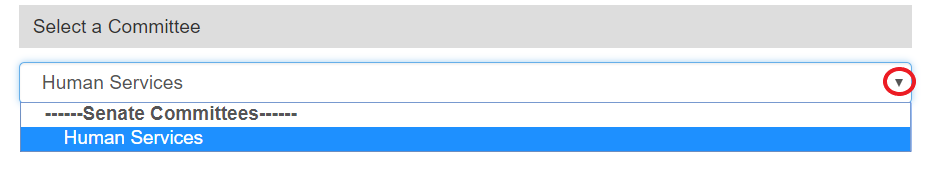 Select a Committee
Human Services
------Senate Committees------
Human Services